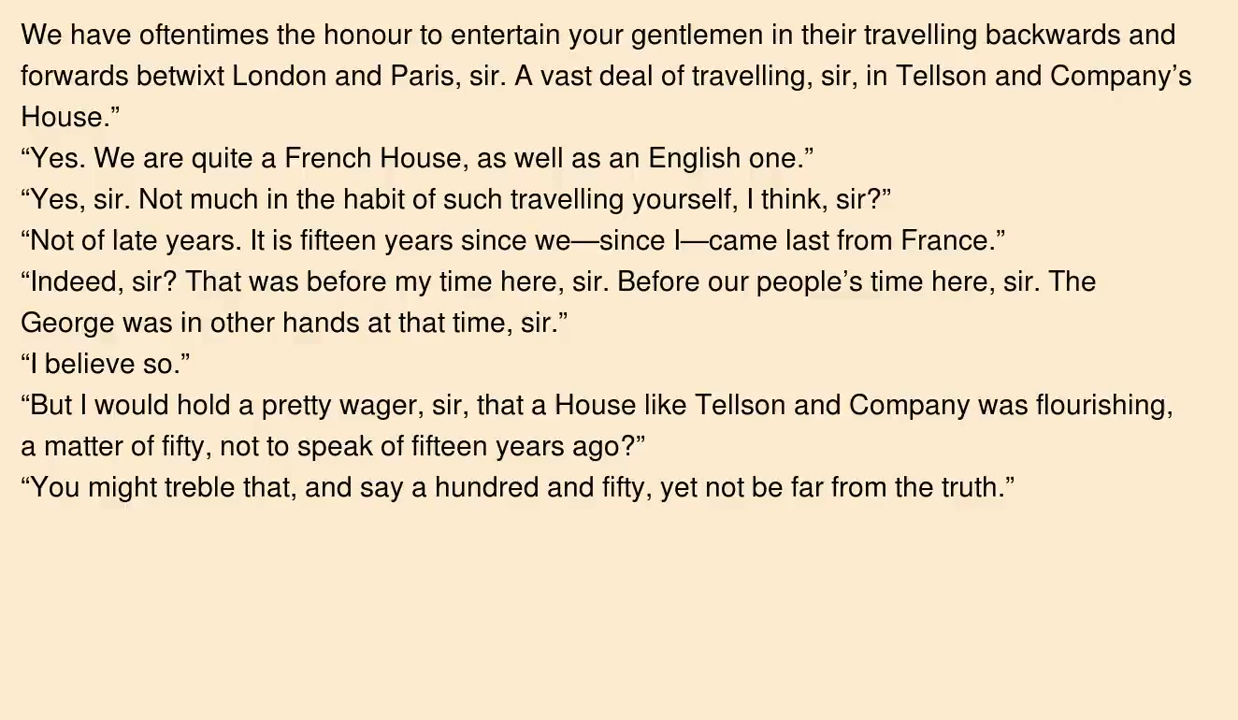 We have oftentimes the honour to entertain your gentlemen in their travelling backwards and
forwards betwixt London and Paris, sir. A vast deal of travelling, sir, in Tellson and Company’s
House.”
“Yes. We are quite a French House, as well as an English one.”
“Yes, sir. Not much in the habit of such travelling yourself, I think, sir?”
“Not of late years. It is fifteen years since we—since I—came last from France.”
“Indeed, sir? That was before my time here, sir. Before our people’s time here, sir. The
George was in other hands at that time, sir.”
“I believe so.”
“But I would hold a pretty wager, sir, that a House like Tellson and Company was flourishing,
a matter of fifty, not to speak of fifteen years ago?”
“You might treble that, and say a hundred and fifty, yet not be far from the truth.”